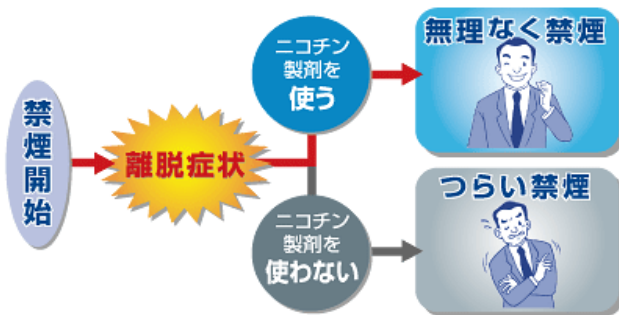 禁煙開始
離脱症状
ニコチン
製剤を
使う
無理なく禁煙
ニコチン
製剤を
使わない
つらい禁煙